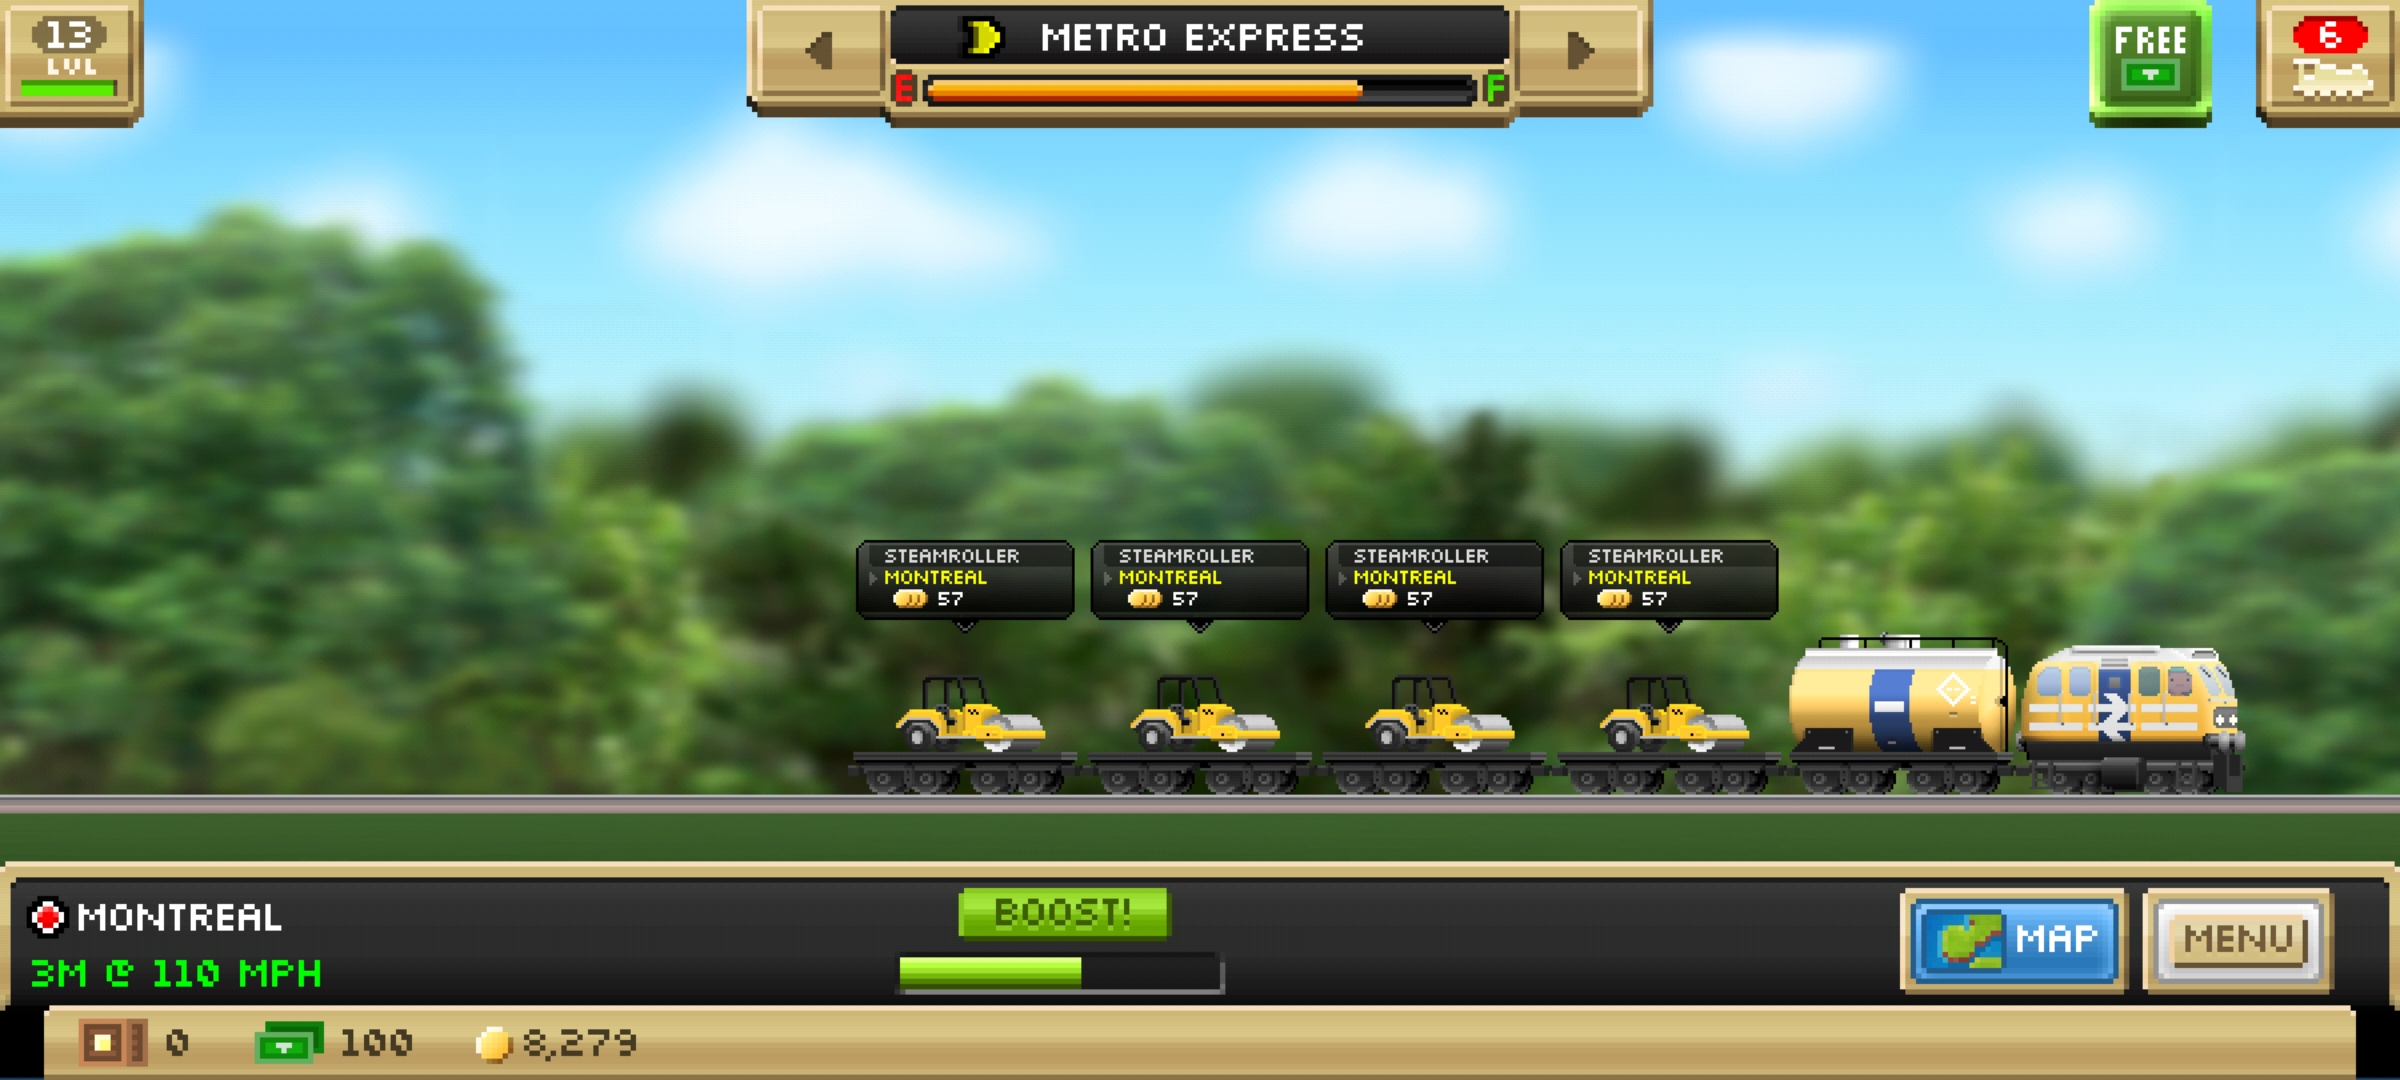 13
LVL
METRO EXPRESS
E F
FREE
6
STEAMROLLER
MONTREAL
57
STEAMROLLER
MONTREAL
57
STEAMROLLER
MONTREAL
57
STEAMROLLER
MONTREAL
57
MONTREAL
3M @ 110 MPH
BOOST!
MAP
MENU
0
100
8,279